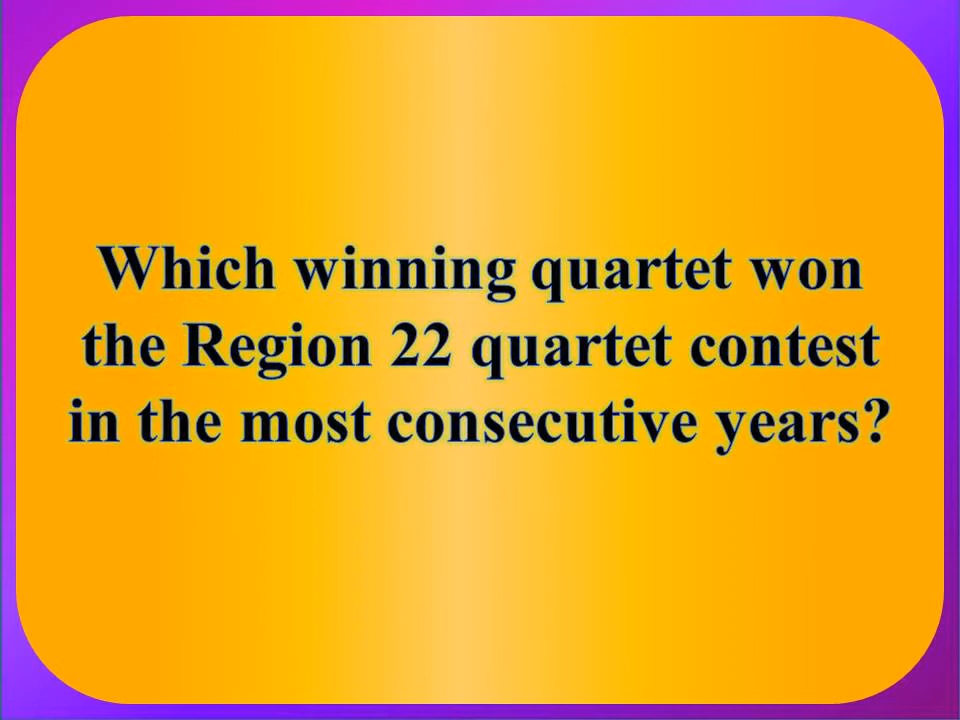 Which winning quartet won
the Region 22 quartet contest
in the most consecutive years?